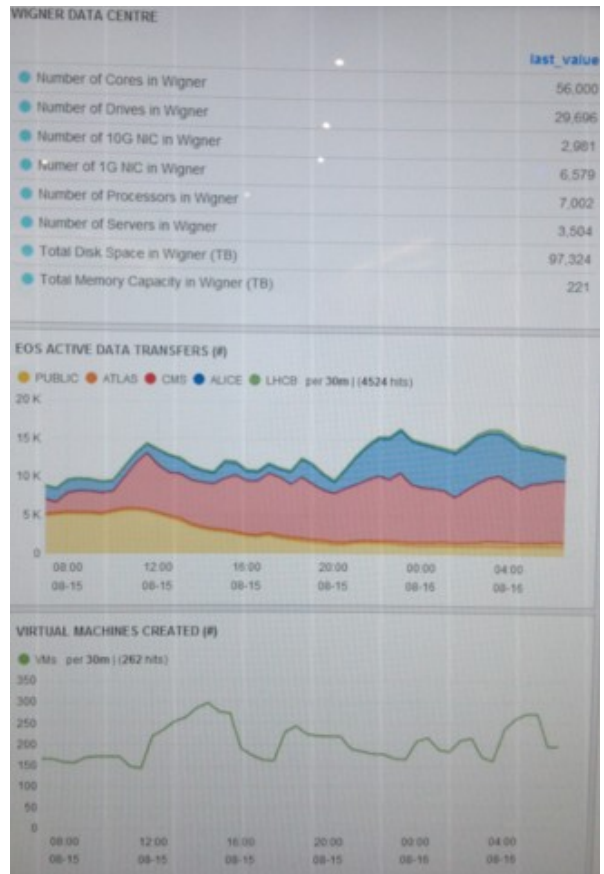 WIGNER DATA CENTRE
last_value
Number of Cores in Wigner 56,000
Number of Drives in Wigner 29,696
Number of 10G NIC in Wigner 2,981
Numer of 1G NIC in Wigner 6,579
Number of Processors in Wigner 7,002
Number of Servers in Wigner 3,504
Total Disk Space in Wigner (TB) 97,324
Total Memory Capacity in Wigner (TB) 221
EOS ACTIVE DATA TRANSFERS (#)
PUBLIC ATLAS CMS ALICE LHCB per 30m | (4524 hits)
20 K
15 K
10 K
5 K
0
08:00 12:00 16:00 20:00 00:00 04:00
08-15 08-15 08-15 08-15 08-16 08-16
VIRTUAL MACHINES CREATED (#)
VMs per 30m | (262 hits)
350
300
250
200
150
100
50
0
08:00 12:00 16:00 20:00 00:00 04:00
08-15 08-15 08-15 08-15 08-16 08-16